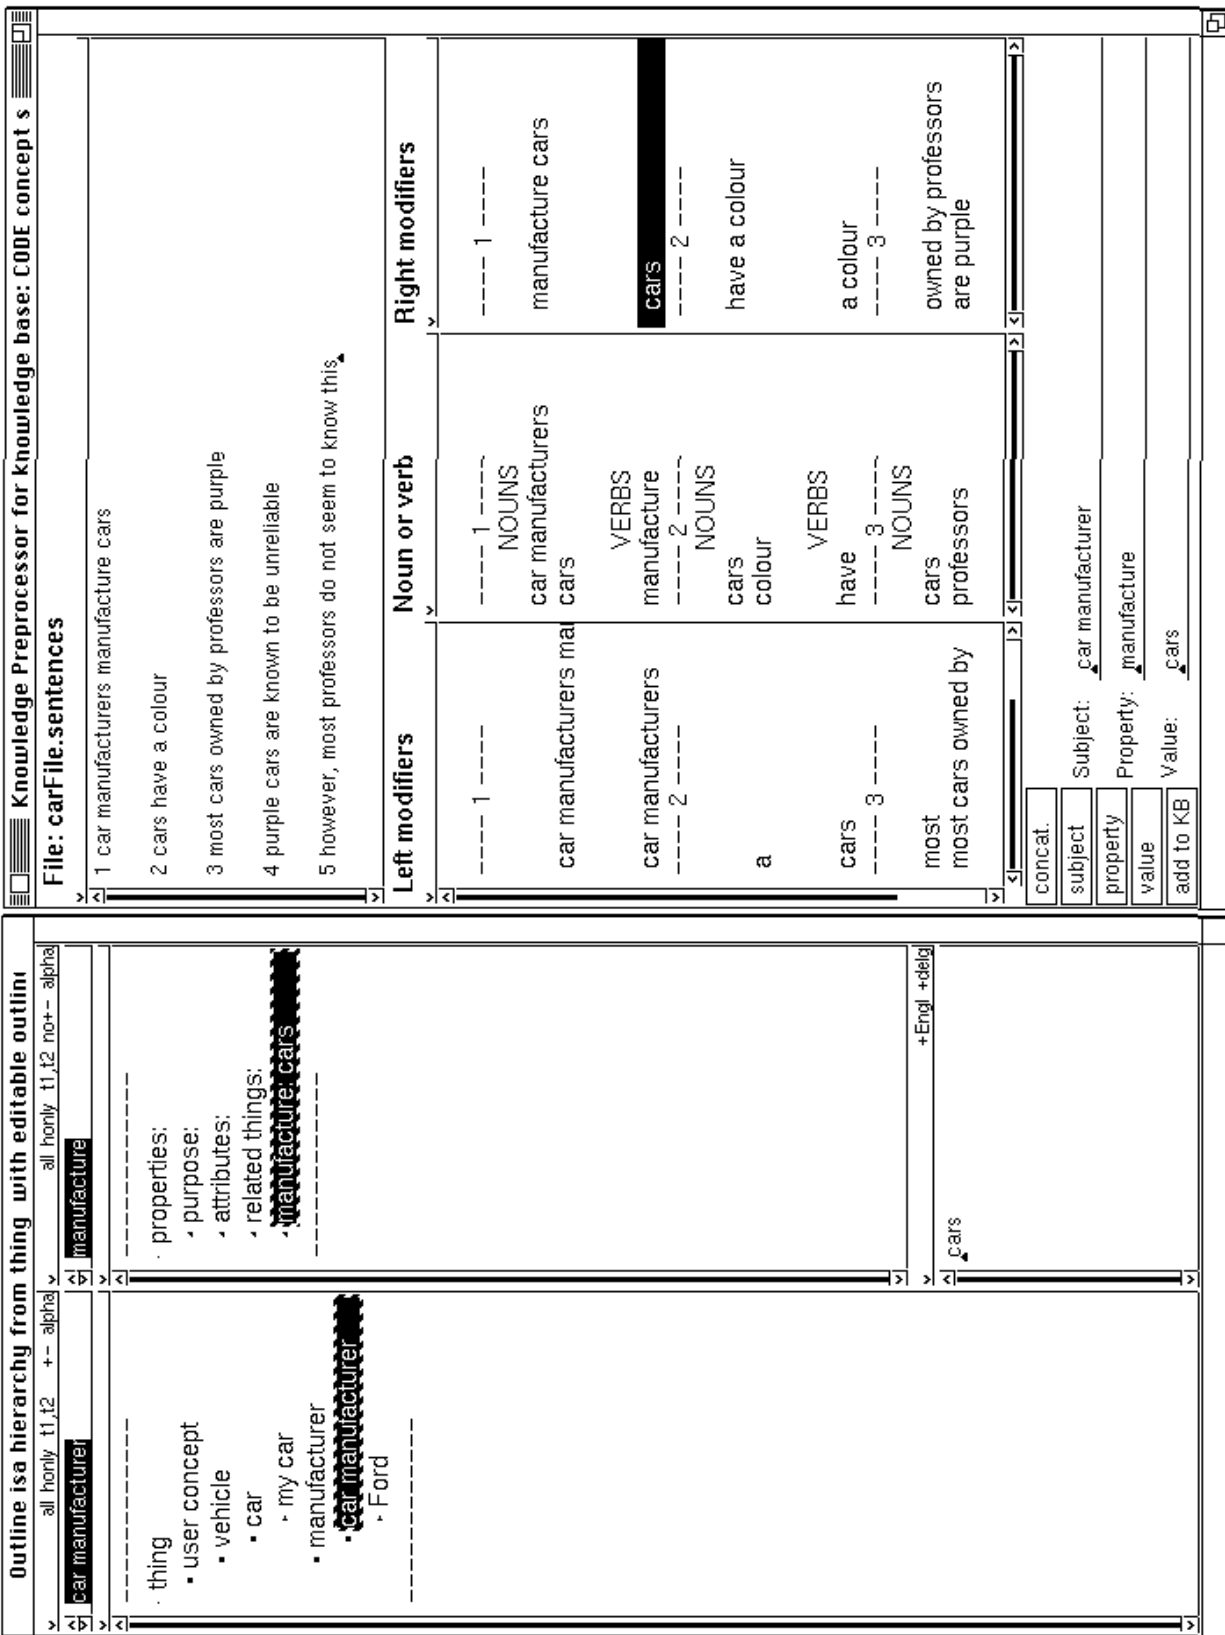 Outline isa hierarchy from thing with editable outline
all honly t1,t2 +- alpha
car manufacturer
thing
user concept
vehicle
car
my car
manufacturer
car manufacturer
Ford
all honly t1,t2 no+- alpha
manufacture
properties:
purpose:
attributes:
related things:
manufacture: cars
+Engl +delg
cars
Knowledge Preprocessor for knowledge base: CODE concept s
File: carFile.sentences
1 car manufacturers manufacture cars
2 cars have a colour
3 most cars owned by professors are purple
4 purple cars are known to be unreliable
5 however, most professors do not seem to know this
Left modifiers
----- 1 -----
car manufacturers ma
car manufacturers
----- 2 -----
a
cars
----- 3 -----
most
most cars owned by
Noun or verb
----- 1 -----
NOUNS
car manufacturers
cars
VERBS
manufacture
----- 2 -----
NOUNS
cars
colour
VERBS
have
----- 3 -----
NOUNS
cars
professors
Right modifiers
----- 1 -----
manufacture cars
cars
----- 2 -----
have a colour
a colour
----- 3 -----
owned by professors
are purple
concat.
subject
property
value
add to KB
Subject: car manufacturer
Property: manufacture
Value: cars